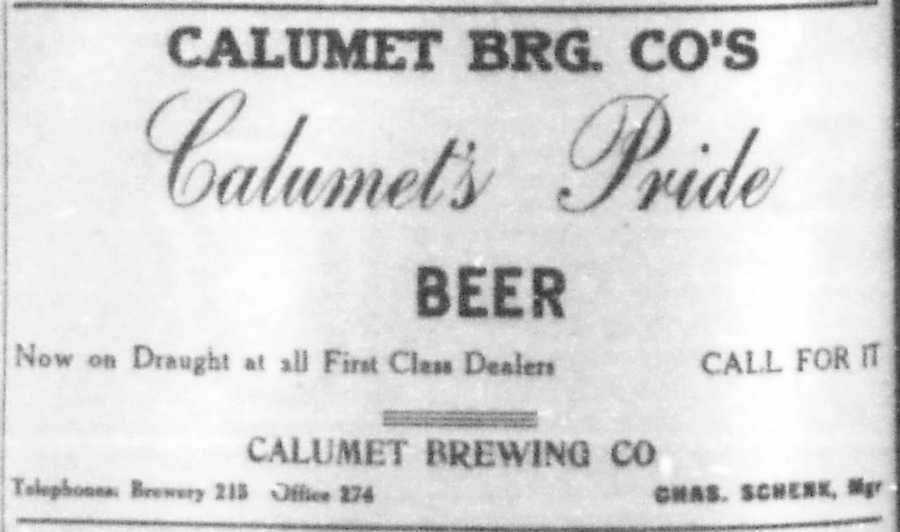 CALUMET BRG. CO'S
Calumet's Pride
BEER
Now on Draught at all First Class Dealers CALL FOR IT
CALUMET BREWING CO
Telephones: Brewery 215 Office 274 CHAS. SCHENK, Mgr